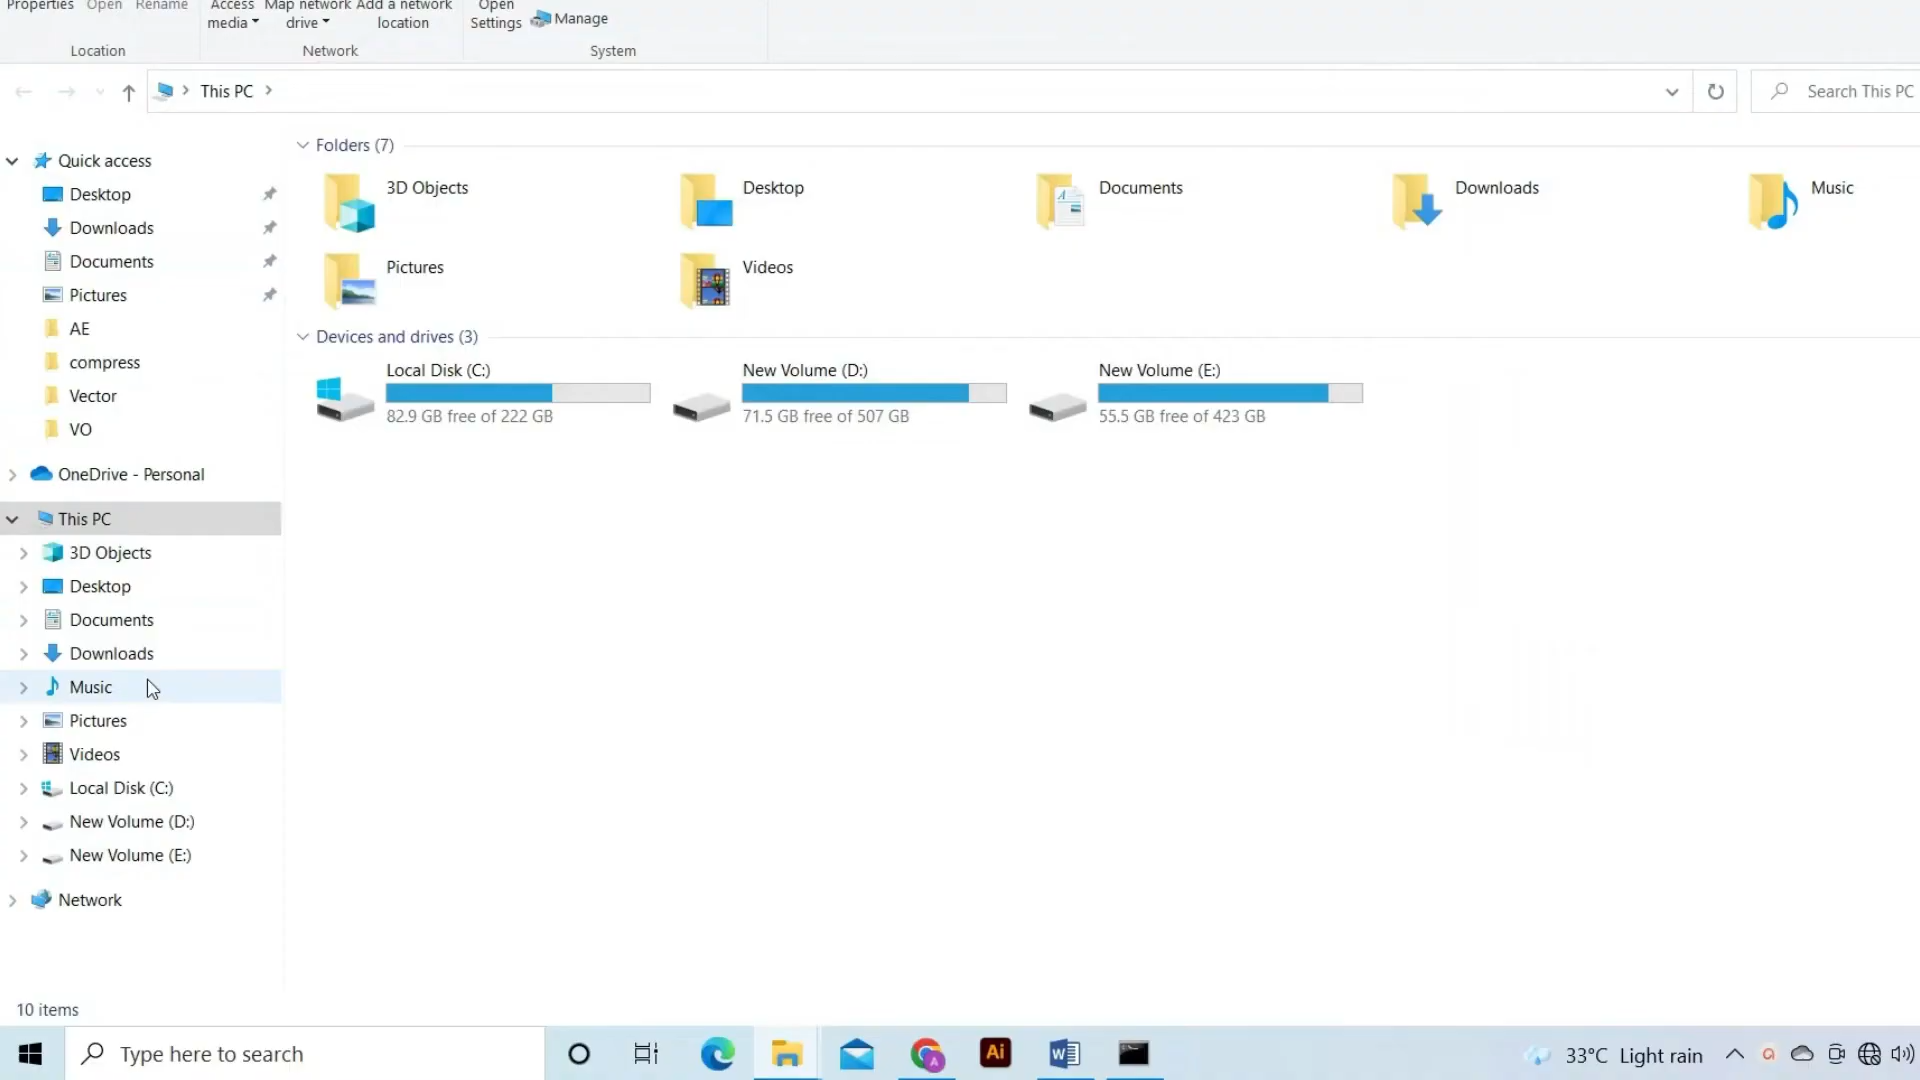 Properties Open Rename Access Map network Add a network Open
media drive location Settings Manage
Location Network System
This PC Search This PC
Folders (7)
Quick access
3D Objects Desktop Documents Downloads Music
Desktop
Downloads
Documents
Pictures Videos
Pictures
AE
Devices and drives (3)
compress
Local Disk (C:) New Volume (D:) New Volume (E:)
Vector
82.9 GB free of 222 GB 71.5 GB free of 507 GB 55.5 GB free of 423 GB
VO
OneDrive - Personal
This PC
3D Objects
Desktop
Documents
Downloads
Music
Pictures
Videos
Local Disk (C:)
New Volume (D:)
New Volume (E:)
Network
10 items
Type here to search Ai 33°C Light rain